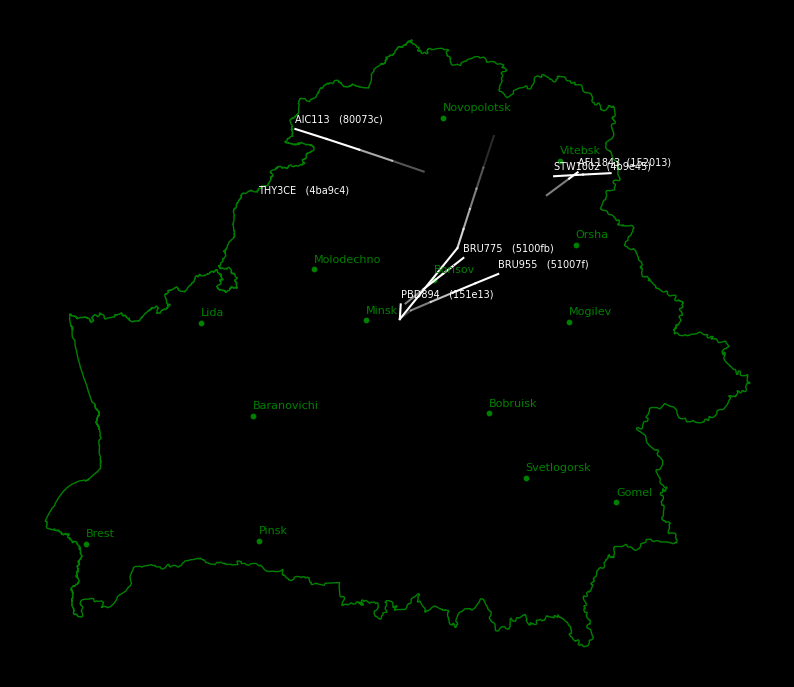 Novopolotsk
AIC113 (80073c)
Vitebsk
AFL1843 (152013)
STW1002 (4b9e45)
THY3CE (4ba9c4)
Orsha
BRU775 (5100fb)
Molodechno
BRU955 (51007f)
Borisov
PBD894 (151e13)
Minsk
Lida
Mogilev
Baranovichi
Bobruisk
Svetlogorsk
Gomel
Pinsk
Brest